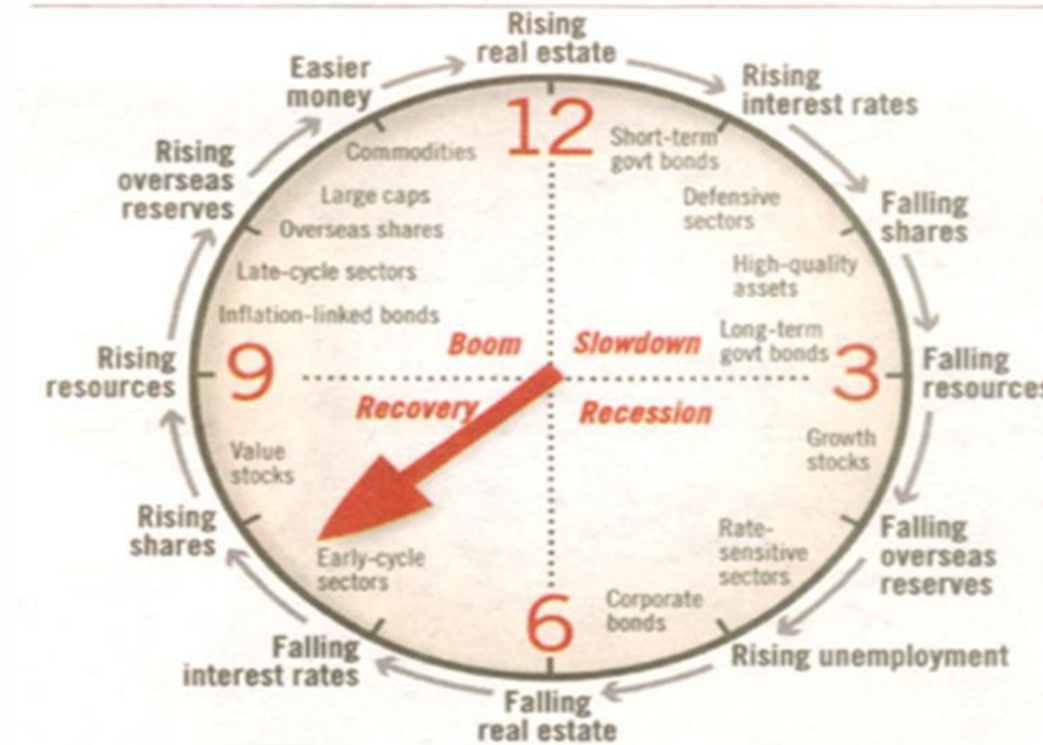 Rising
real estate
Easier
money
Rising
interest rates
12
Commodities
Short-term
govt bonds
Rising
overseas
reserves
Large caps
Defensive
sectors
Falling
shares
Overseas shares
Late-cycle sectors
High-quality
assets
Inflation-linked bonds
Long-term
govt bonds
Boom
Slowdown
Rising
resources
9
3
Falling
resources
Recovery
Recession
Value
stocks
Growth
stocks
Rising
shares
Early-cycle
sectors
Rate-
sensitive
sectors
Falling
overseas
reserves
6
Corporate
bonds
Falling
interest rates
Rising unemployment
Falling
real estate